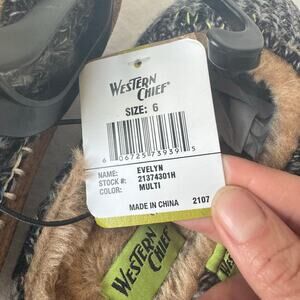 WESTERN
CHIEF®
SIZE: 6
6 06725 73939 5
NAME: EVELYN
STOCK #: 21374301H
COLOR: MULTI
MADE IN CHINA 2107
WESTERN
CHIEF